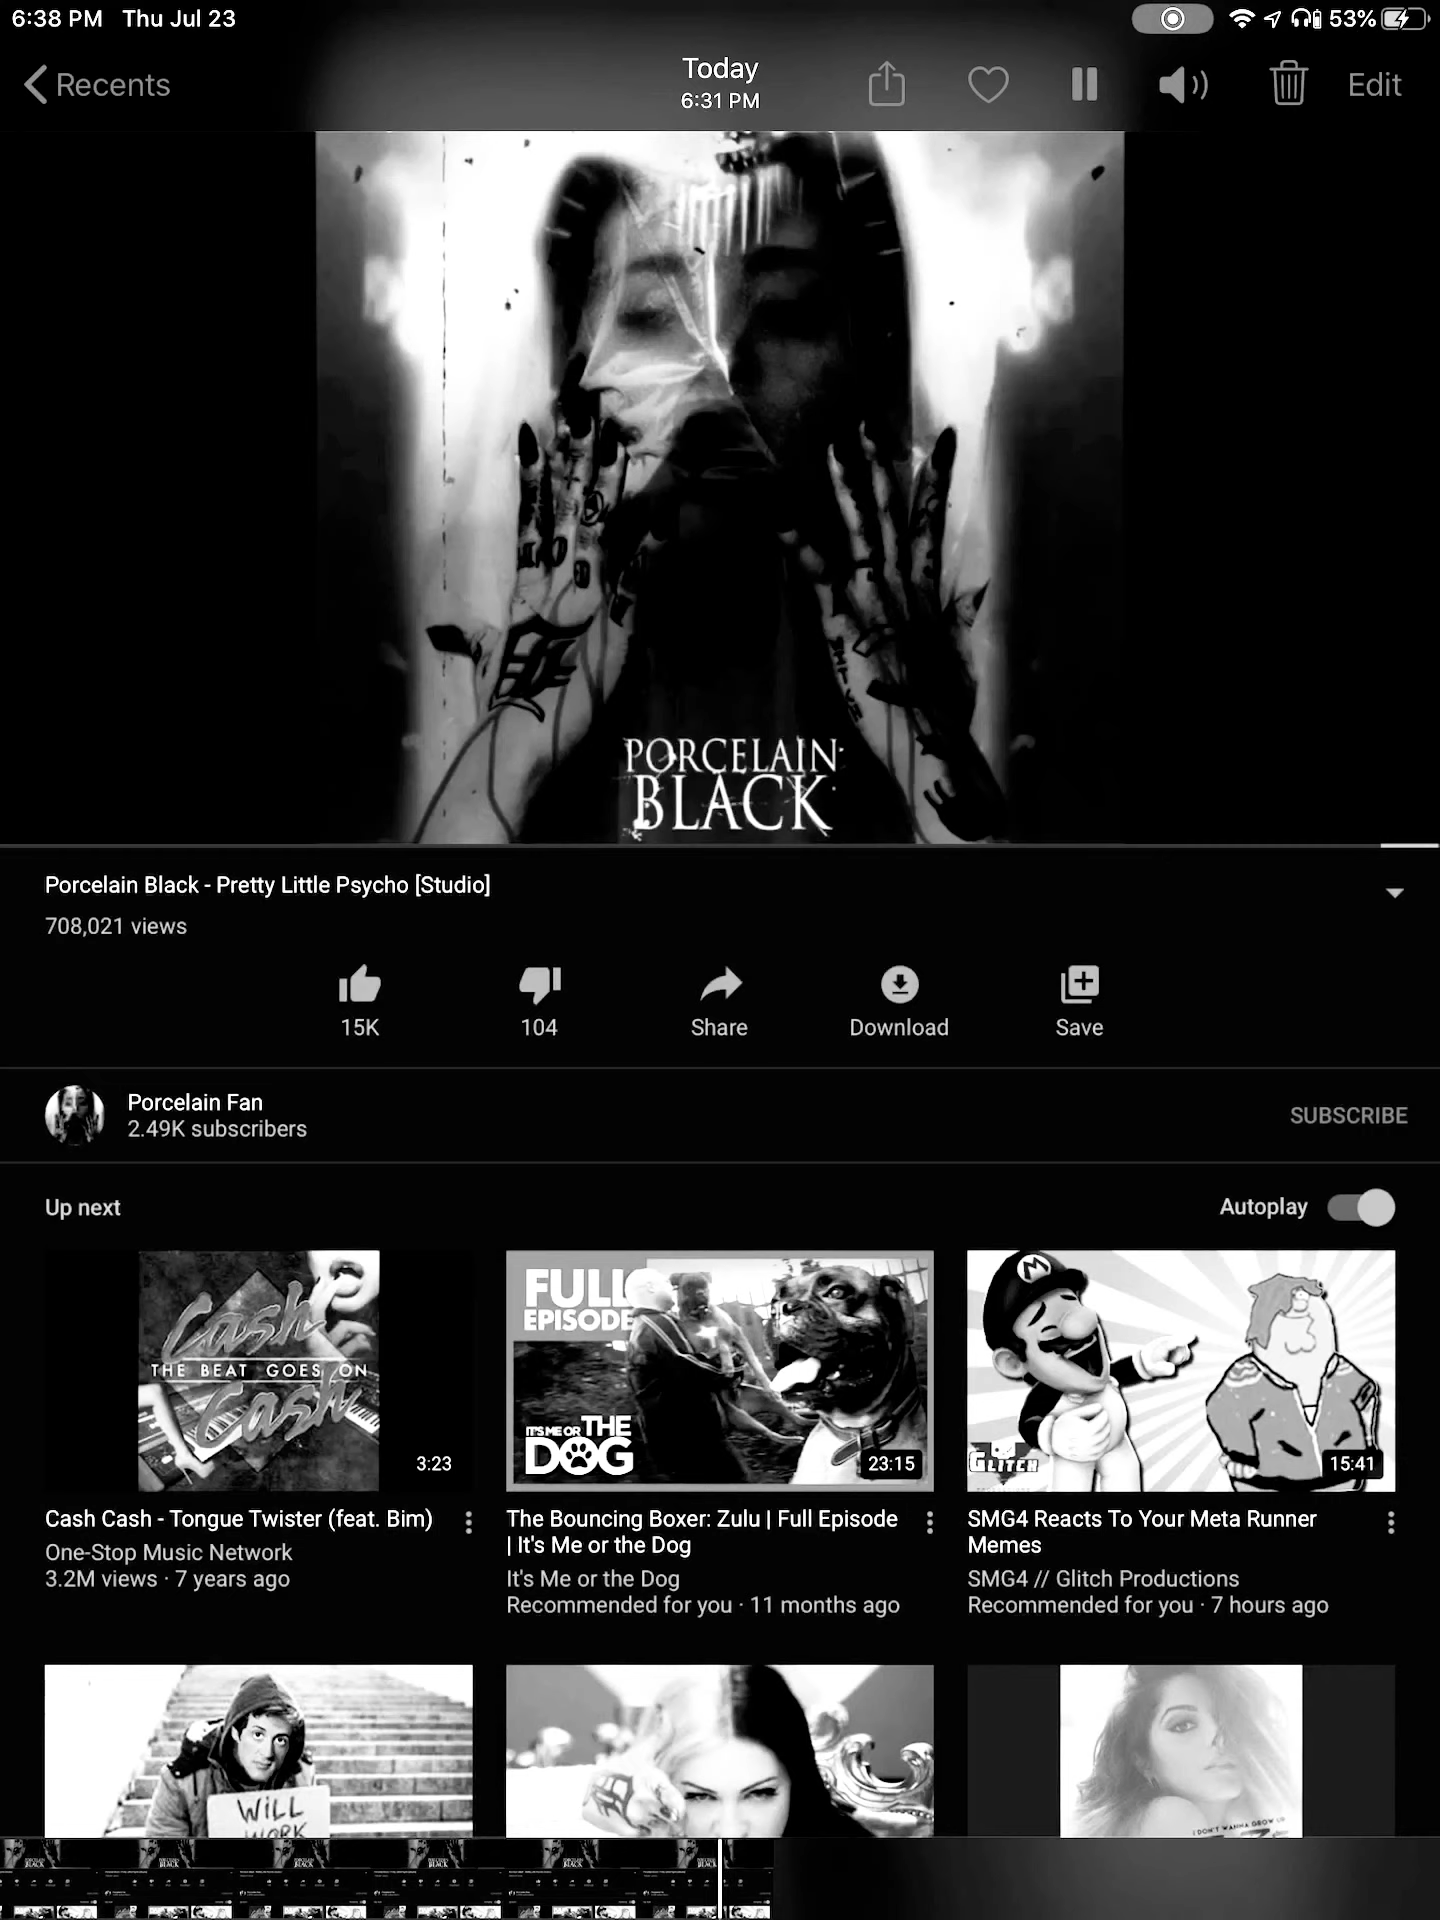 6:38 PM Thu Jul 23
53%
Recents
Today
6:31 PM
Edit
PORCELAIN
BLACK
Porcelain Black - Pretty Little Psycho [Studio]
708,021 views
15K
104
Share
Download
Save
Porcelain Fan
2.49K subscribers
SUBSCRIBE
Up next
Autoplay
Cash
THE BEAT GOES ON
Cash
3:23
FULL
EPISODE
IT'S ME OR THE
DOG
23:15
M
GLITCH
15:41
Cash Cash - Tongue Twister (feat. Bim)
One-Stop Music Network
3.2M views · 7 years ago
The Bouncing Boxer: Zulu | Full Episode
| It's Me or the Dog
It's Me or the Dog
Recommended for you · 11 months ago
SMG4 Reacts To Your Meta Runner
Memes
SMG4 // Glitch Productions
Recommended for you · 7 hours ago
WiLL
WORK
I DON'T WANNA GROW UP